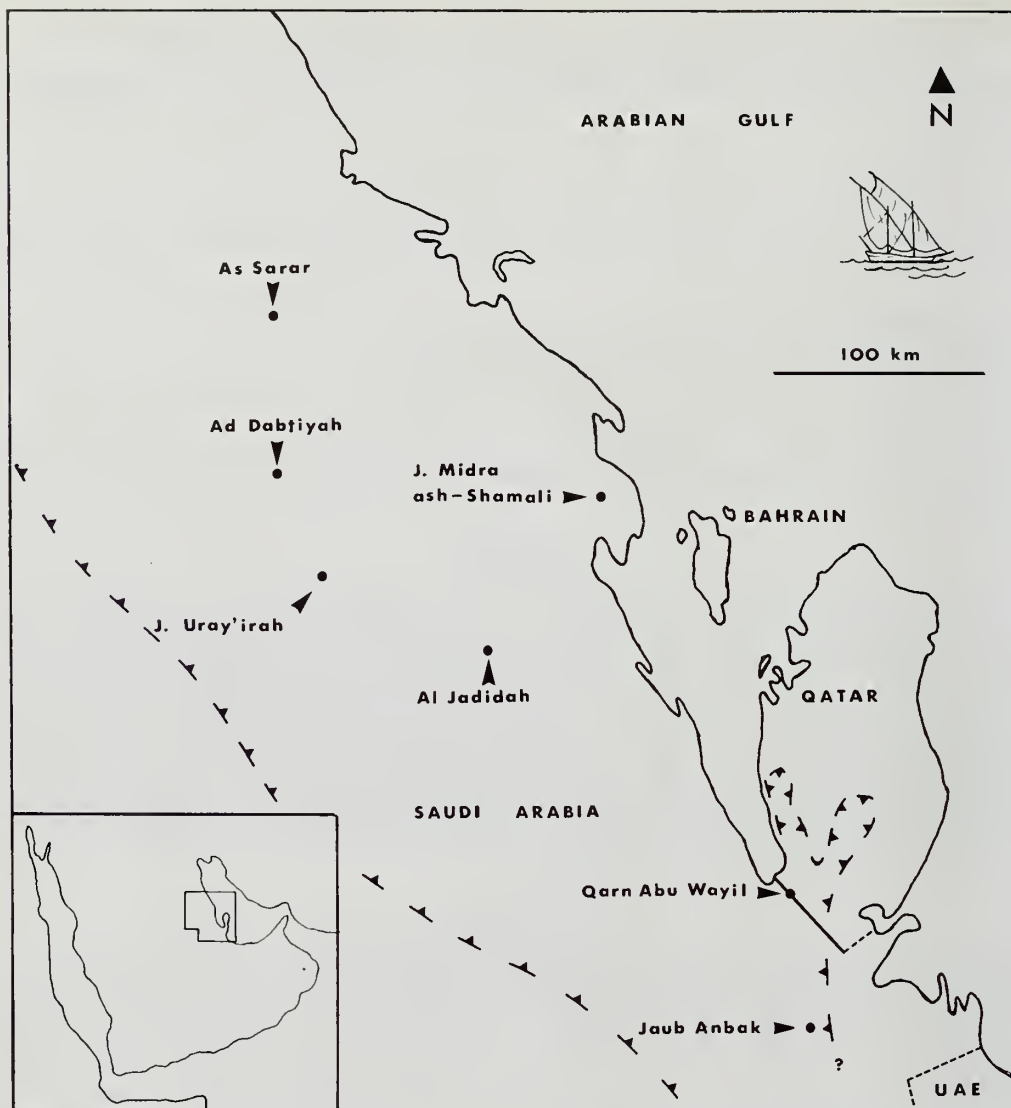 ARABIAN GULF
N
As Sarar
100 km
Ad Dabtiyah
J. Midra
ash-Shamali
BAHRAIN
J. Uray'irah
Al Jadidah
QATAR
SAUDI ARABIA
Qarn Abu Wayil
Jaub Anbak
?
UAE